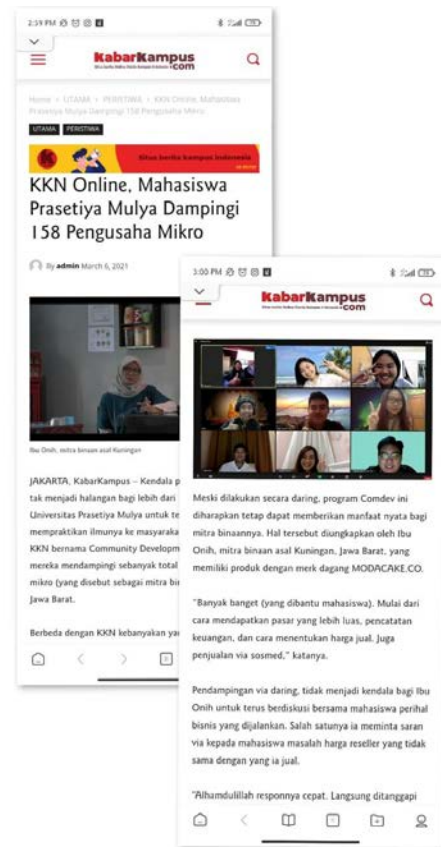 2:59 PM
KabarKampus
.com
Home > UTAMA > PERISTIWA > KKN Online, Mahasiswa
Prasetiya Mulya Dampingi 158 Pengusaha Mikro
UTAMA PERISTIWA
Situs berita kampus indonesia
KKN Online, Mahasiswa
Prasetiya Mulya Dampingi
158 Pengusaha Mikro
By admin March 6, 2021
Ibu Onih, mitra binaan asal Kuningan
JAKARTA, KabarKampus – Kendala p
tak menjadi halangan bagi lebih dari
Universitas Prasetiya Mulya untuk te
mempraktikan ilmunya ke masyaraka
KKN bernama Community Developm
mereka mendampingi sebanyak total
mikro (yang disebut sebagai mitra bi
Jawa Barat.
Berbeda dengan KKN kebanyakan ya
3:00 PM
KabarKampus
.com
Meski dilakukan secara daring, program Comdev ini
diharapkan tetap dapat memberikan manfaat nyata bagi
mitra binaannya. Hal tersebut diungkapkan oleh Ibu
Onih, mitra binaan asal Kuningan, Jawa Barat, yang
memiliki produk dengan merk dagang MODACAKE.CO.
"Banyak banget (yang dibantu mahasiswa). Mulai dari
cara mendapatkan pasar yang lebih luas, pencatatan
keuangan, dan cara menentukan harga jual. Juga
penjualan via sosmed," katanya.
Pendampingan via daring, tidak menjadi kendala bagi Ibu
Onih untuk terus berdiskusi bersama mahasiswa perihal
bisnis yang dijalankan. Salah satunya ia meminta saran
via kepada mahasiswa masalah harga reseller yang tidak
sama dengan yang ia jual.
"Alhamdulillah responnya cepat. Langsung ditanggapi